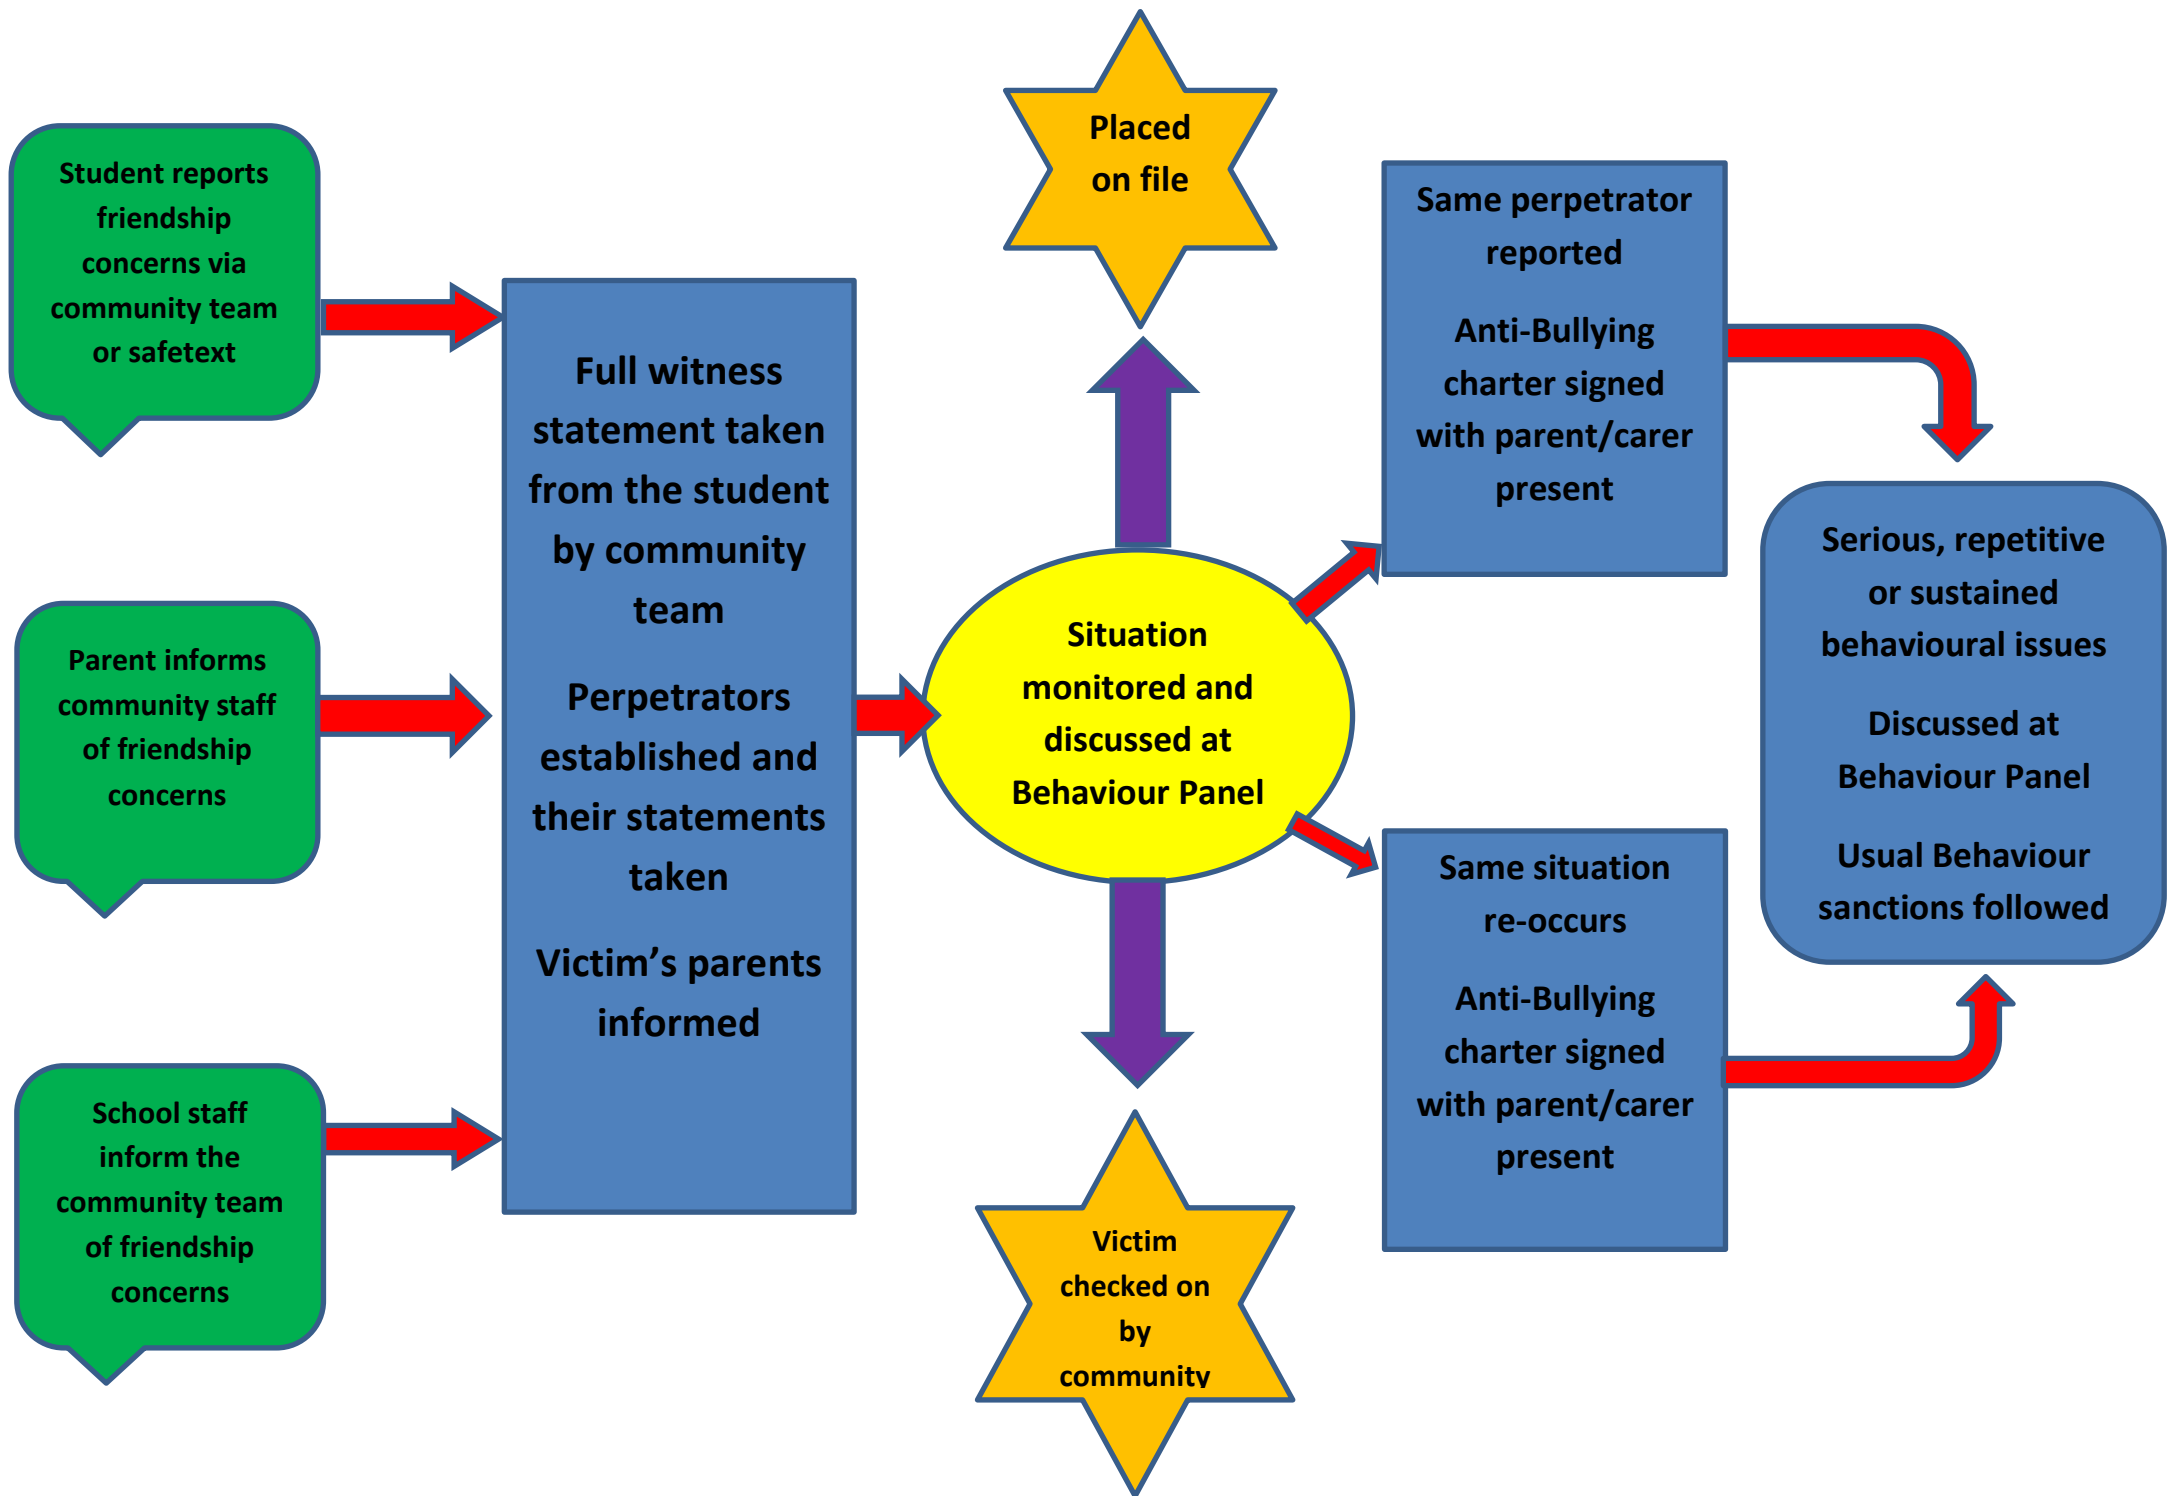 Student reports
friendship
concerns via
community team
or safetext
Parent informs
community staff
of friendship
concerns
School staff
inform the
community team
of friendship
concerns
Full witness
statement taken
from the student
by community
team
Perpetrators
established and
their statements
taken
Victim’s parents
informed
Placed
on file
Situation
monitored and
discussed at
Behaviour Panel
Victim
checked on
by
community
Same perpetrator
reported
Anti-Bullying
charter signed
with parent/carer
present
Same situation
re-occurs
Anti-Bullying
charter signed
with parent/carer
present
Serious, repetitive
or sustained
behavioural issues
Discussed at
Behaviour Panel
Usual Behaviour
sanctions followed